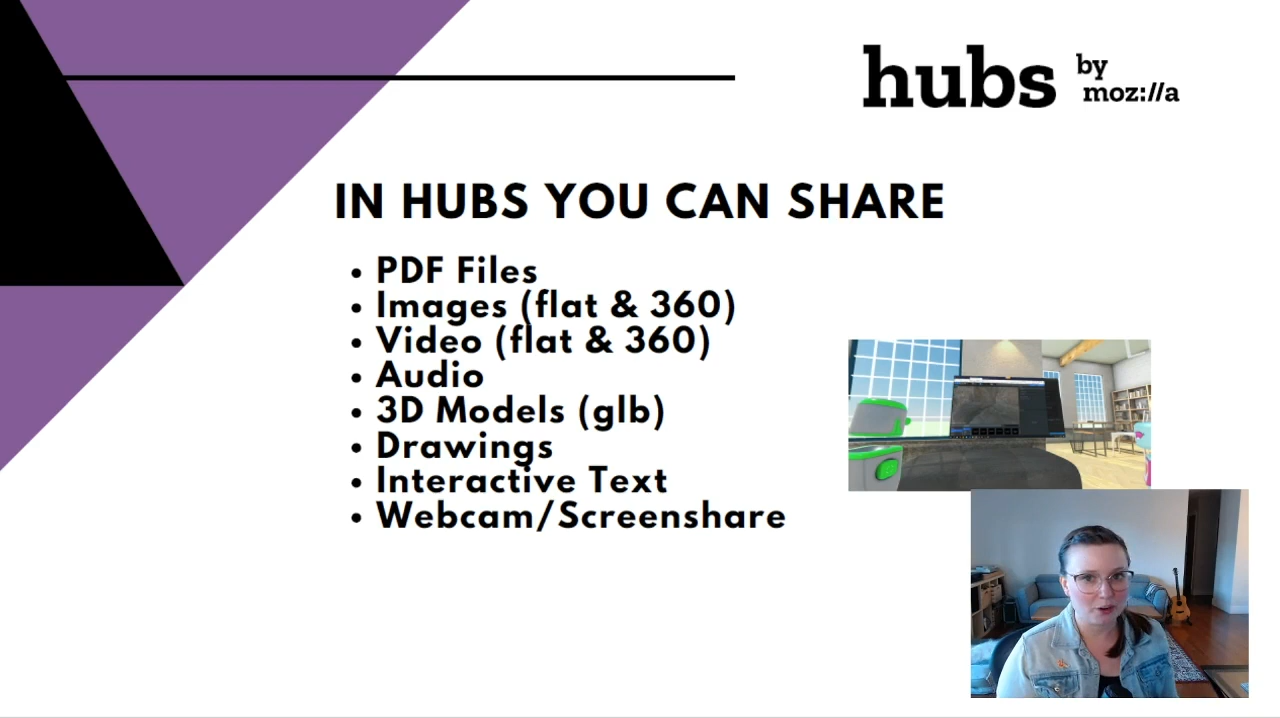 hubs by
moz://a
IN HUBS YOU CAN SHARE
• PDF Files
• Images (flat & 360)
• Video (flat & 360)
• Audio
• 3D Models (glb)
• Drawings
• Interactive Text
• Webcam/Screenshare